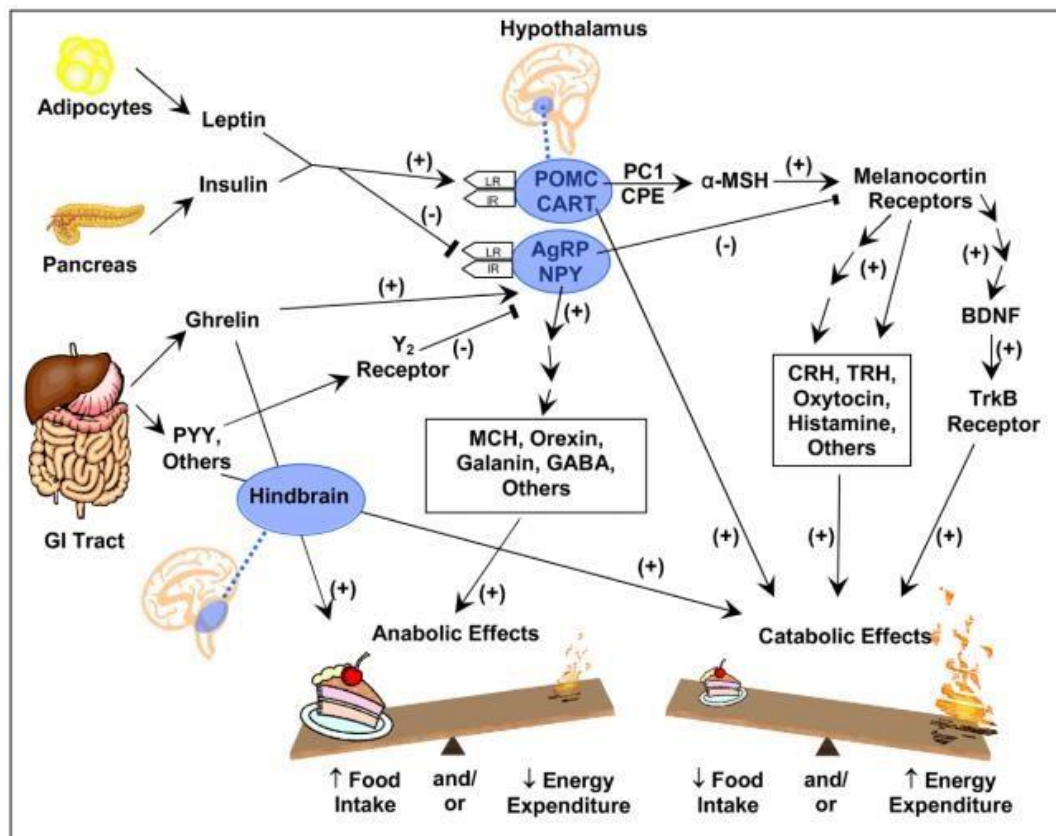 Hypothalamus
Adipocytes
Leptin
Insulin
Pancreas
(+)
(-)
LR
IR
POMC
CART
PC1
CPE
α-MSH
(+)
Melanocortin
Receptors
LR
IR
AgRP
NPY
(-)
(+)
(+)
BDNF
(+)
TrkB
Receptor
Ghrelin
(+)
(+)
Y₂
Receptor
(-)
PYY,
Others
GI Tract
Hindbrain
MCH, Orexin,
Galanin, GABA,
Others
CRH, TRH,
Oxytocin,
Histamine,
Others
(+)
(+)
(+)
(+)
(+)
(+)
Anabolic Effects
Catabolic Effects
↑ Food
Intake
and/
or
↓ Energy
Expenditure
↓ Food
Intake
and/
or
↑ Energy
Expenditure